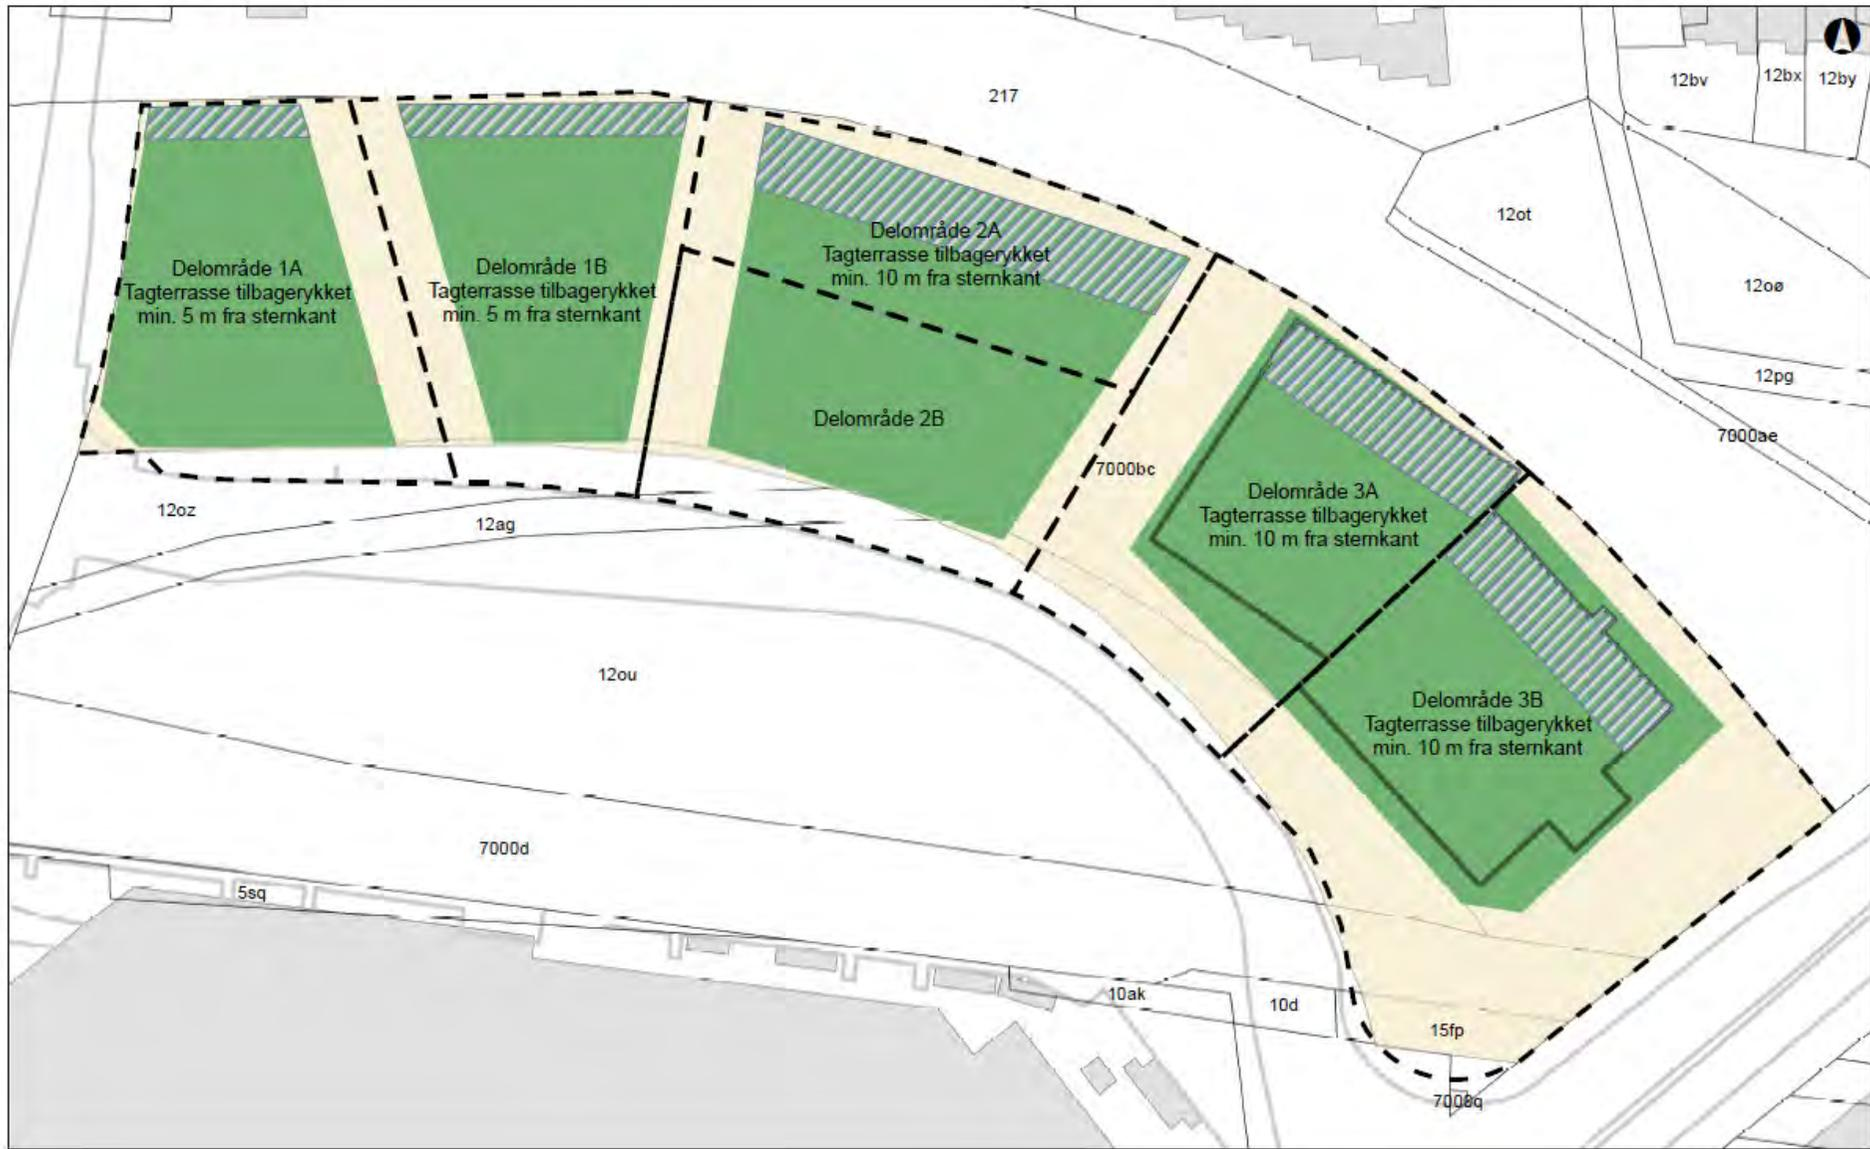 217
12bv
12bx
12by
12ot
12oø
12pg
7000ae
Delområde 1A
Tagterrasse tilbagerykket
min. 5 m fra sternkant
Delområde 1B
Tagterrasse tilbagerykket
min. 5 m fra sternkant
Delområde 2A
Tagterrasse tilbagerykket
min. 10 m fra sternkant
Delområde 2B
7000bc
Delområde 3A
Tagterrasse tilbagerykket
min. 10 m fra sternkant
12oz
12ag
12ou
Delområde 3B
Tagterrasse tilbagerykket
min. 10 m fra sternkant
7000d
5sq
10ak
10d
15fp